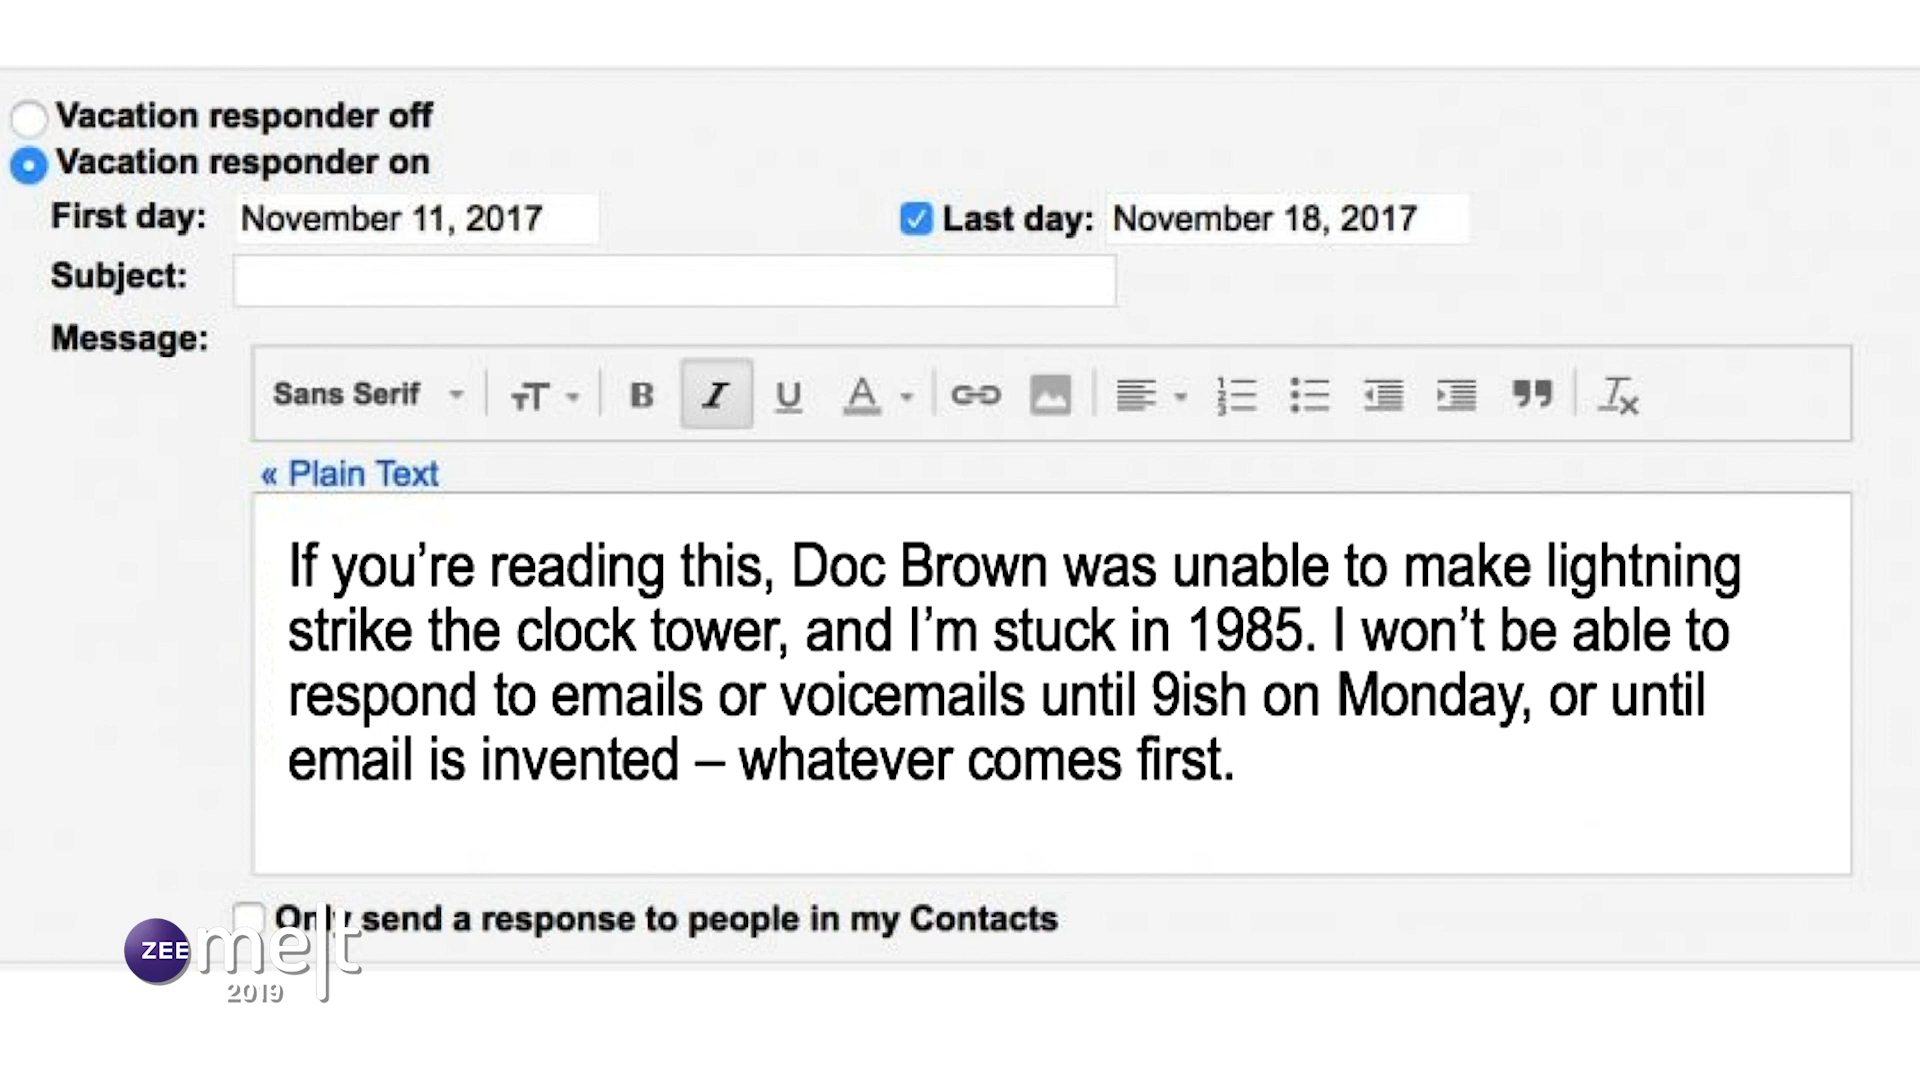 Vacation responder off
Vacation responder on
First day: November 11, 2017 Last day: November 18, 2017
Subject:
Message:
Sans Serif
« Plain Text
If you’re reading this, Doc Brown was unable to make lightning
strike the clock tower, and I’m stuck in 1985. I won’t be able to
respond to emails or voicemails until 9ish on Monday, or until
email is invented – whatever comes first.
Only send a response to people in my Contacts
ZEE melt
2019